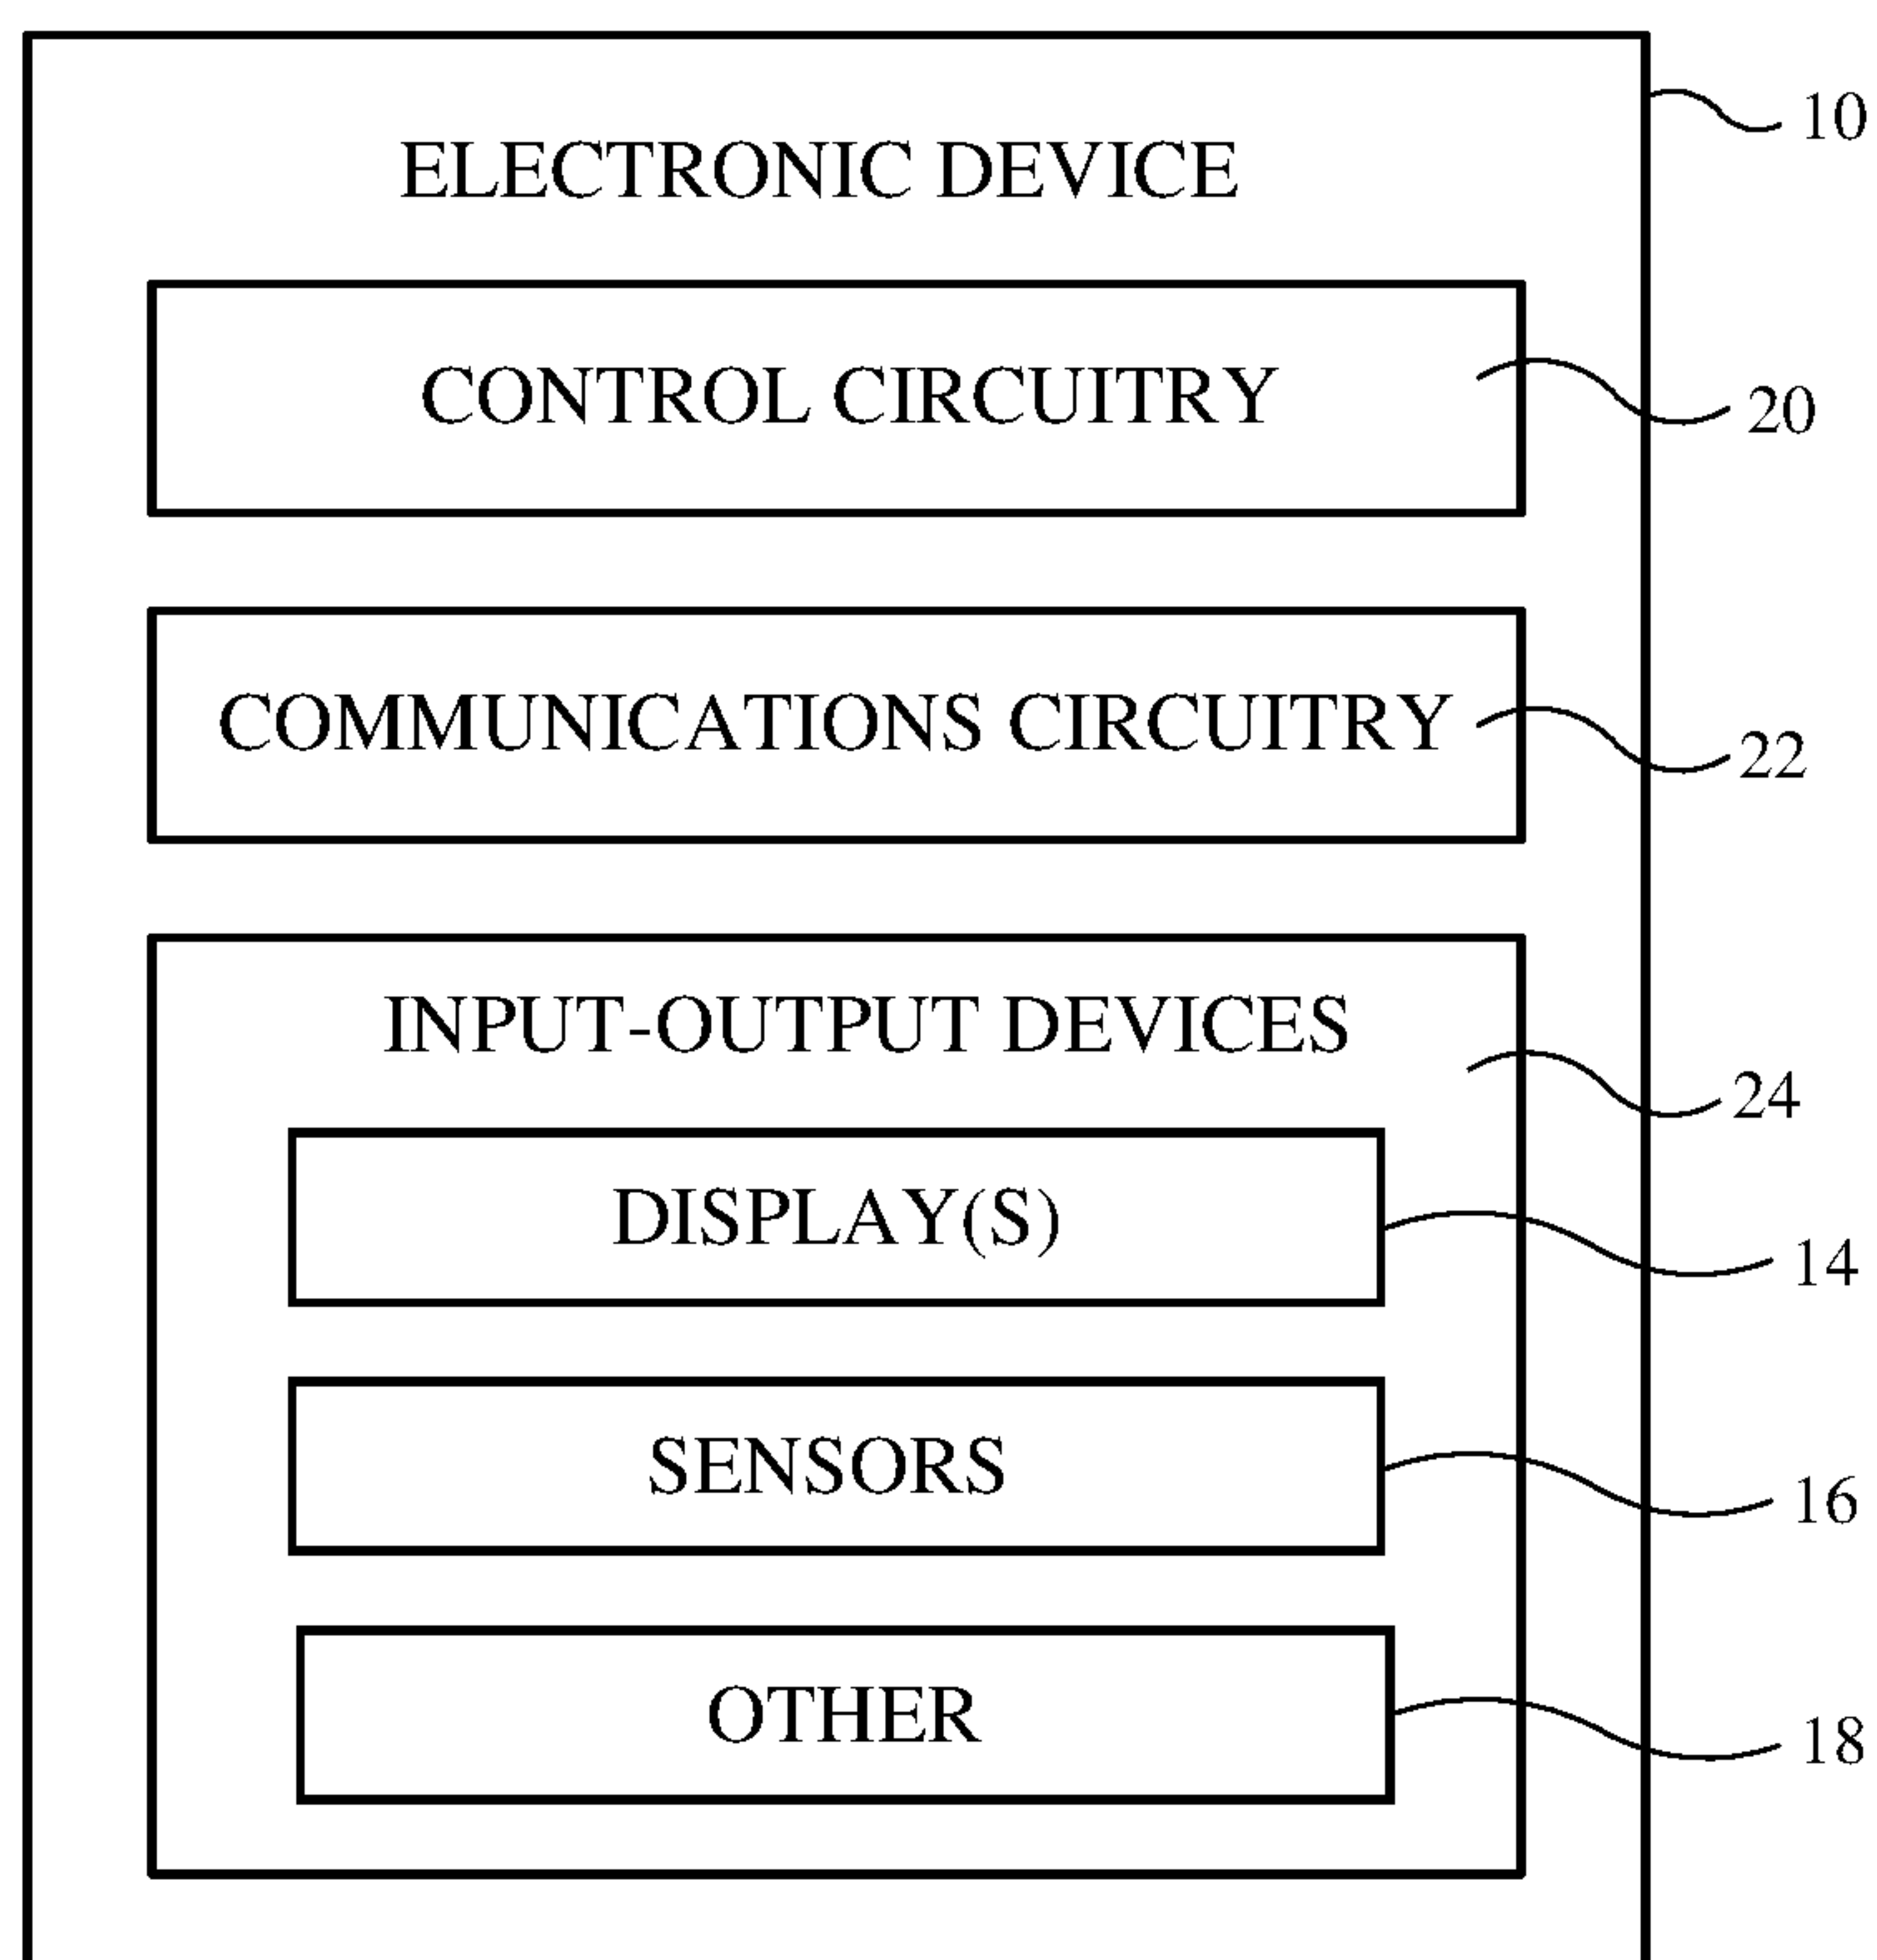 ELECTRONIC DEVICE
10
CONTROL CIRCUITRY
20
COMMUNICATIONS CIRCUITRY
22
INPUT-OUTPUT DEVICES
24
DISPLAY(S)
14
SENSORS
16
OTHER
18